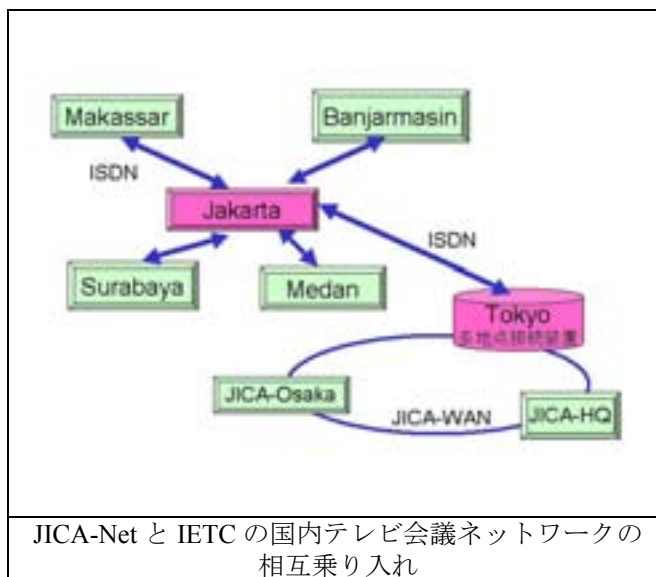 Makassar
Banjarmasin
ISDN
Jakarta
ISDN
Surabaya
Medan
Tokyo
多地点接続装置
JICA-Osaka
JICA-WAN
JICA-HQ
JICA-Net と IETC の国内テレビ会議ネットワークの
相互乗り入れ